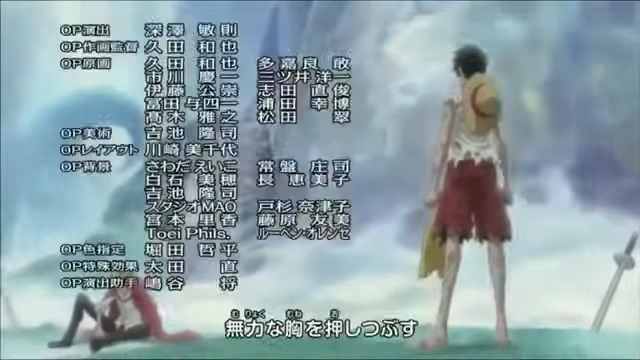 OP演出 深澤 敏則
OP作画監督 久田 和也
OP原画 久田 和也 多嘉良 敢
市川 慶一 三ツ井 洋一
伊藤 公崇 志田 直俊
冨田 与四一 浦田 幸博
高木 雅之 松田 翠
OP美術 吉池 隆司
OPレイアウト 川崎 美千代
OP背景 さわだ えいこ 常盤 庄司
白石 美穂 長 恵美子
吉池 隆司
スタジオMAO 戸杉 奈津子
宮本 里香 藤原 友美
Toei Phils. ルーベン・オレンセ
OP色指定 堀田 哲平
OP特殊効果 太田 直
OP演出助手 嶋谷 将
むりょく むね お
無力な胸を押しつぶす